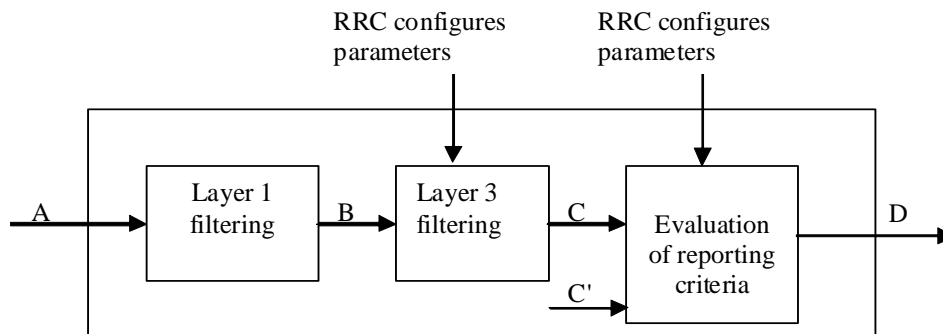 RRC configures
parameters
RRC configures
parameters
Layer 1
filtering
Layer 3
filtering
Evaluation
of reporting
criteria
A
B
C
C'
D